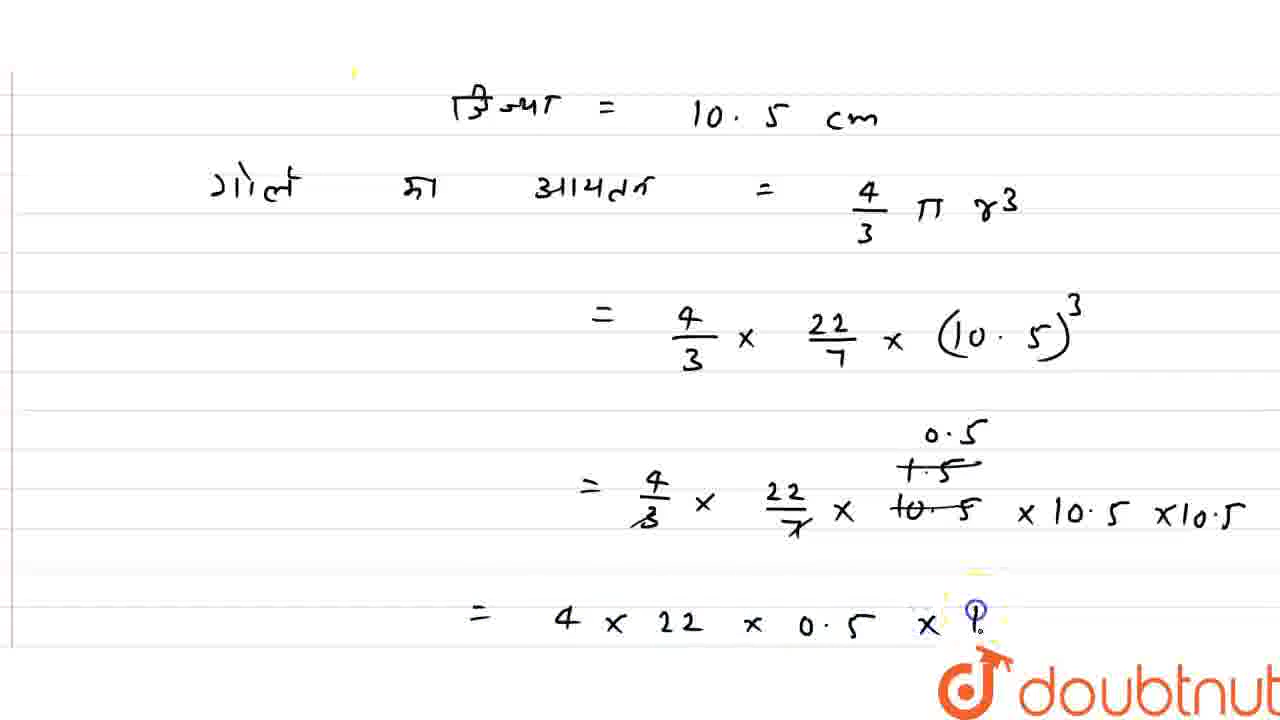 त्रिज्या = 10.5 cm
गोले का आयतन = 4/3 π r³
= 4/3 × 22/7 × (10.5)³
0.5
1.5
= 4/3 × 22/7 × 10.5 × 10.5 × 10.5
= 4 × 22 × 0.5 × 1.
doubtnut